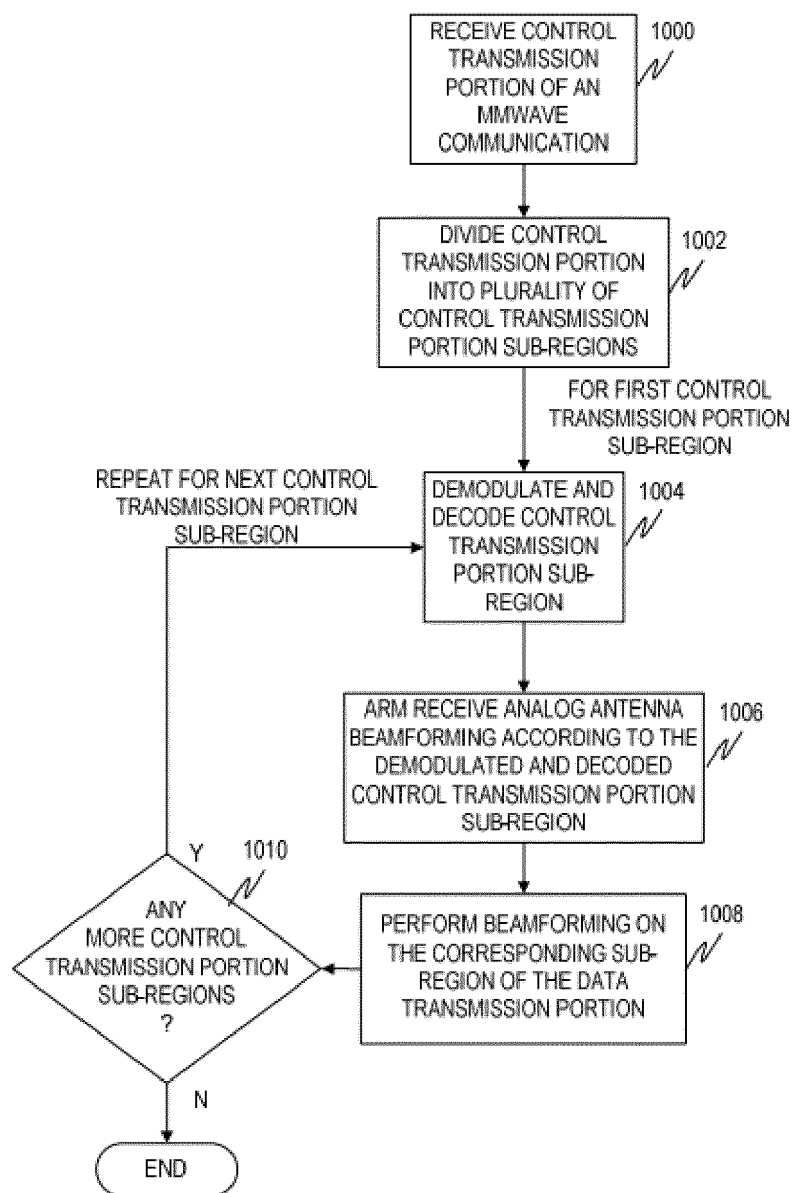 RECEIVE CONTROL
TRANSMISSION
PORTION OF AN
MMWAVE
COMMUNICATION
1000
DIVIDE CONTROL
TRANSMISSION PORTION
INTO PLURALITY OF
CONTROL TRANSMISSION
PORTION SUB-REGIONS
1002
FOR FIRST CONTROL
TRANSMISSION PORTION
SUB-REGION
REPEAT FOR NEXT CONTROL
TRANSMISSION PORTION
SUB-REGION
DEMODULATE AND
DECODE CONTROL
TRANSMISSION
PORTION SUB-
REGION
1004
ARM RECEIVE ANALOG ANTENNA
BEAMFORMING ACCORDING TO THE
DEMODULATED AND DECODED
CONTROL TRANSMISSION PORTION
SUB-REGION
1006
PERFORM BEAMFORMING ON
THE CORRESPONDING SUB-
REGION OF THE DATA
TRANSMISSION PORTION
1008
Y
1010
ANY
MORE CONTROL
TRANSMISSION PORTION
SUB-REGIONS
?
N
END